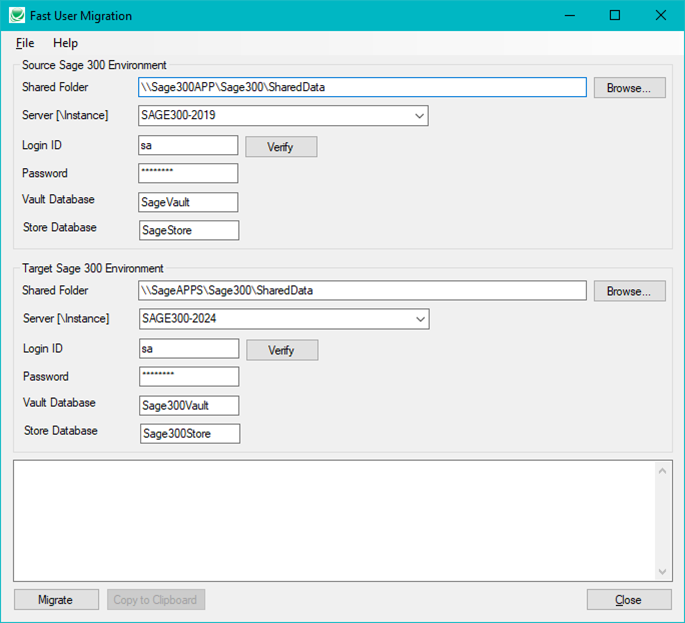 Fast User Migration
File Help
Source Sage 300 Environment
Shared Folder \\Sage300APP\Sage300\SharedData Browse...
Server [\Instance] SAGE300-2019
Login ID sa Verify
Password ********
Vault Database SageVault
Store Database SageStore
Target Sage 300 Environment
Shared Folder \\SageAPPS\Sage300\SharedData Browse...
Server [\Instance] SAGE300-2024
Login ID sa Verify
Password ********
Vault Database Sage300Vault
Store Database Sage300Store
Migrate Copy to Clipboard Close